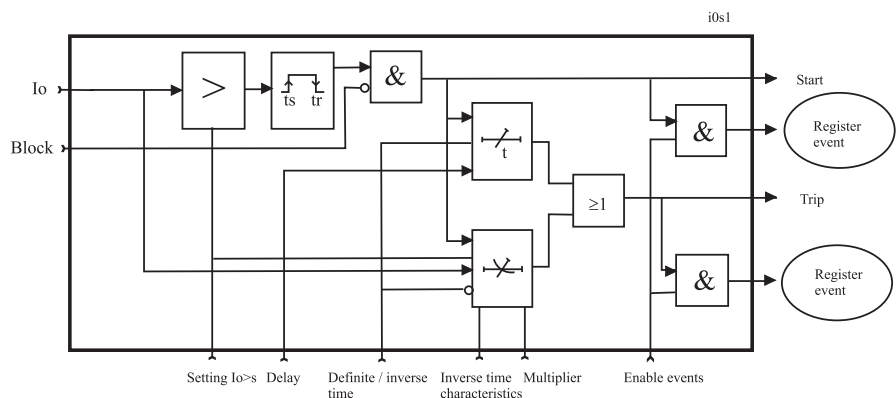 i0s1
Io
>
ts tr
&
Start
Block
t
&
Register
event
≥1
Trip
&
Register
event
Setting Io>s
Delay
Definite / inverse
time
Inverse time
characteristics
Multiplier
Enable events